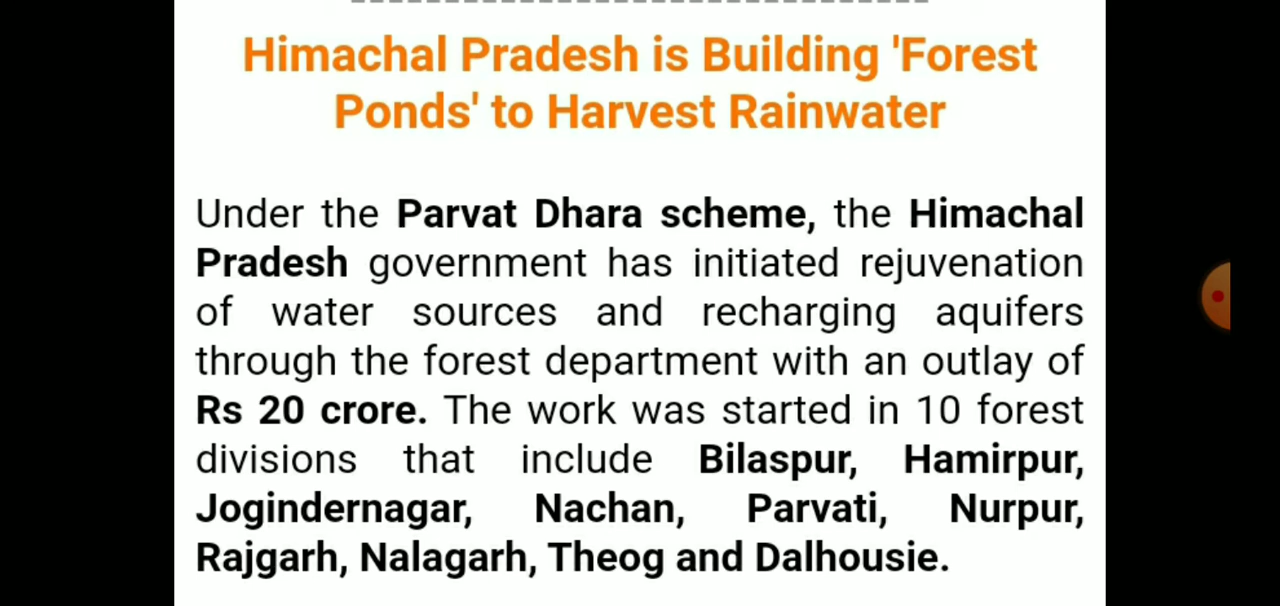 Himachal Pradesh is Building 'Forest
Ponds' to Harvest Rainwater
Under the Parvat Dhara scheme, the Himachal
Pradesh government has initiated rejuvenation
of water sources and recharging aquifers
through the forest department with an outlay of
Rs 20 crore. The work was started in 10 forest
divisions that include Bilaspur, Hamirpur,
Jogindernagar, Nachan, Parvati, Nurpur,
Rajgarh, Nalagarh, Theog and Dalhousie.